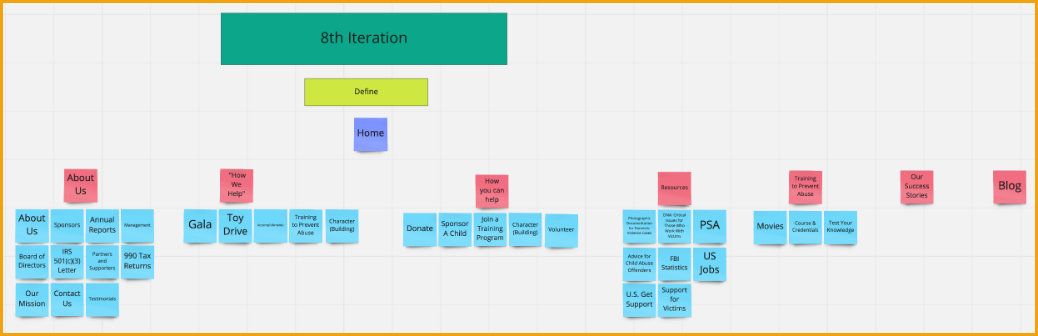 8th Iteration
Define
Home
About
Us
"How
We
Help"
How
you can
help
Resources
Training
to Prevent
Abuse
Our
Success
Stories
Blog
About
Us
Sponsors
Annual
Reports
Management
Board of
Directors
IRS
501(c)(3)
Letter
Partners
and
Supporters
990 Tax
Returns
Our
Mission
Contact
Us
Testimonials
Gala
Toy
Drive
Accomplishments
Training
to Prevent
Abuse
Character
(Building)
Donate
Sponsor
A Child
Join a
Training
Program
Character
(Building)
Volunteer
Photographic
Documentation
for Domestic
Violence Cases
DNA: Critical
Issues for
Those Who
Work With
Victims
PSA
Advice for
Child Abuse
Offenders
FBI
Statistics
US
Jobs
U.S. Get
Support
Support
for
Victims
Movies
Course &
Credentials
Test Your
Knowledge